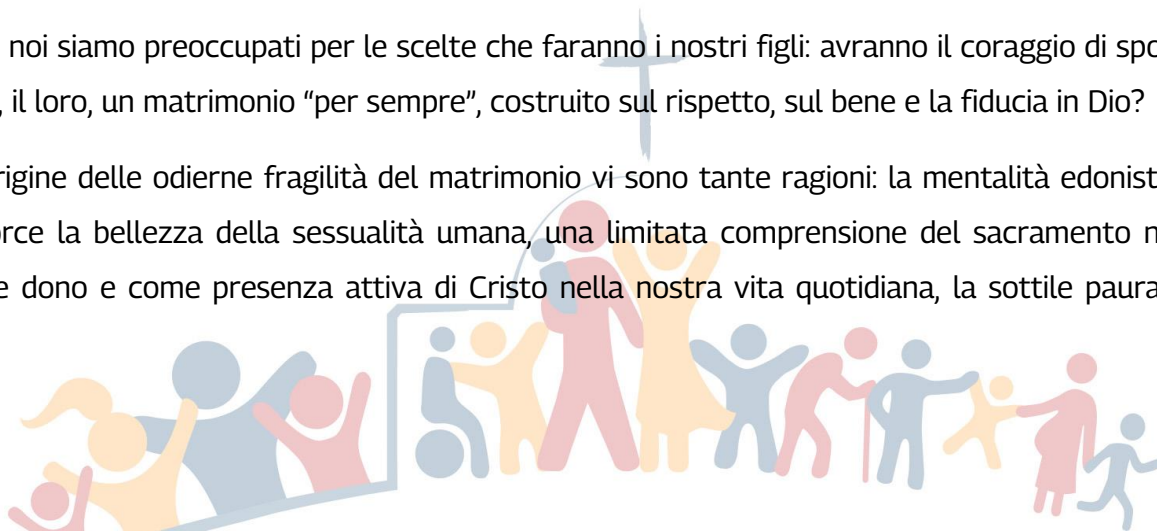 noi siamo preoccupati per le scelte che faranno i nostri figli: avranno il coraggio di spo
, il loro, un matrimonio “per sempre”, costruito sul rispetto, sul bene e la fiducia in Dio?
rigine delle odierne fragilità del matrimonio vi sono tante ragioni: la mentalità edonist
orce la bellezza della sessualità umana, una limitata comprensione del sacramento n
e dono e come presenza attiva di Cristo nella nostra vita quotidiana, la sottile paura